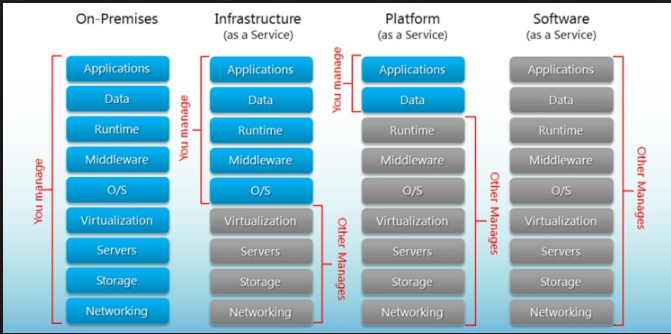 On-Premises
You manage
Applications
Data
Runtime
Middleware
O/S
Virtualization
Servers
Storage
Networking
Infrastructure
(as a Service)
You manage
Applications
Data
Runtime
Middleware
O/S
Virtualization
Servers
Storage
Networking
Other Manages
Platform
(as a Service)
You manage
Applications
Data
Runtime
Middleware
O/S
Virtualization
Servers
Storage
Networking
Other Manages
Software
(as a Service)
Applications
Data
Runtime
Middleware
O/S
Virtualization
Servers
Storage
Networking
Other Manages